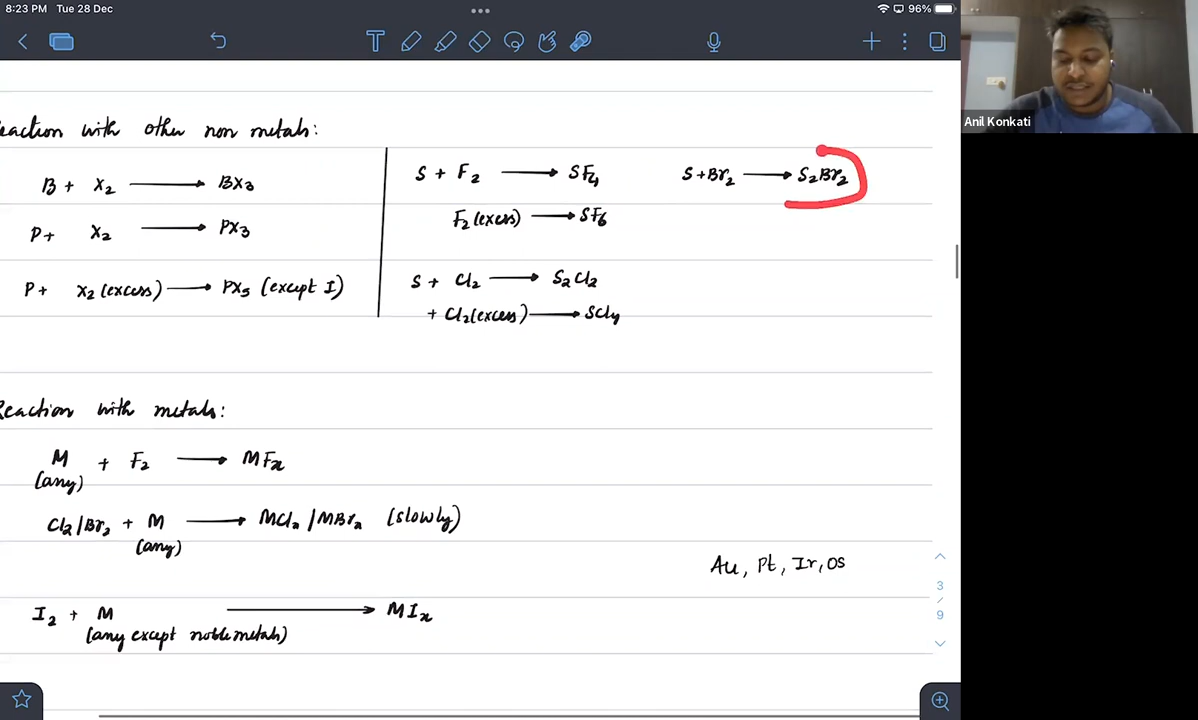 8:23 PM Tue 28 Dec
96%
Anil Konkati
eaction with other non metals:
B + X₂ ⟶ BX₃
P + X₂ ⟶ PX₃
P + X₂ (excess) ⟶ PX₅ (except I)
S + F₂ ⟶ SF₄
F₂ (excess) ⟶ SF₆
S + Cl₂ ⟶ S₂Cl₂
+ Cl₂ (excess) ⟶ SCl₄
S + Br₂ ⟶ S₂Br₂
Reaction with metals:
M + F₂ ⟶ MFₓ
(any)
Cl₂/Br₂ + M ⟶ MClₓ/MBrₓ (slowly)
(any)
Au, Pt, Ir, Os
I₂ + M ⟶ MIₓ
(any except noble metals)
3
/
9